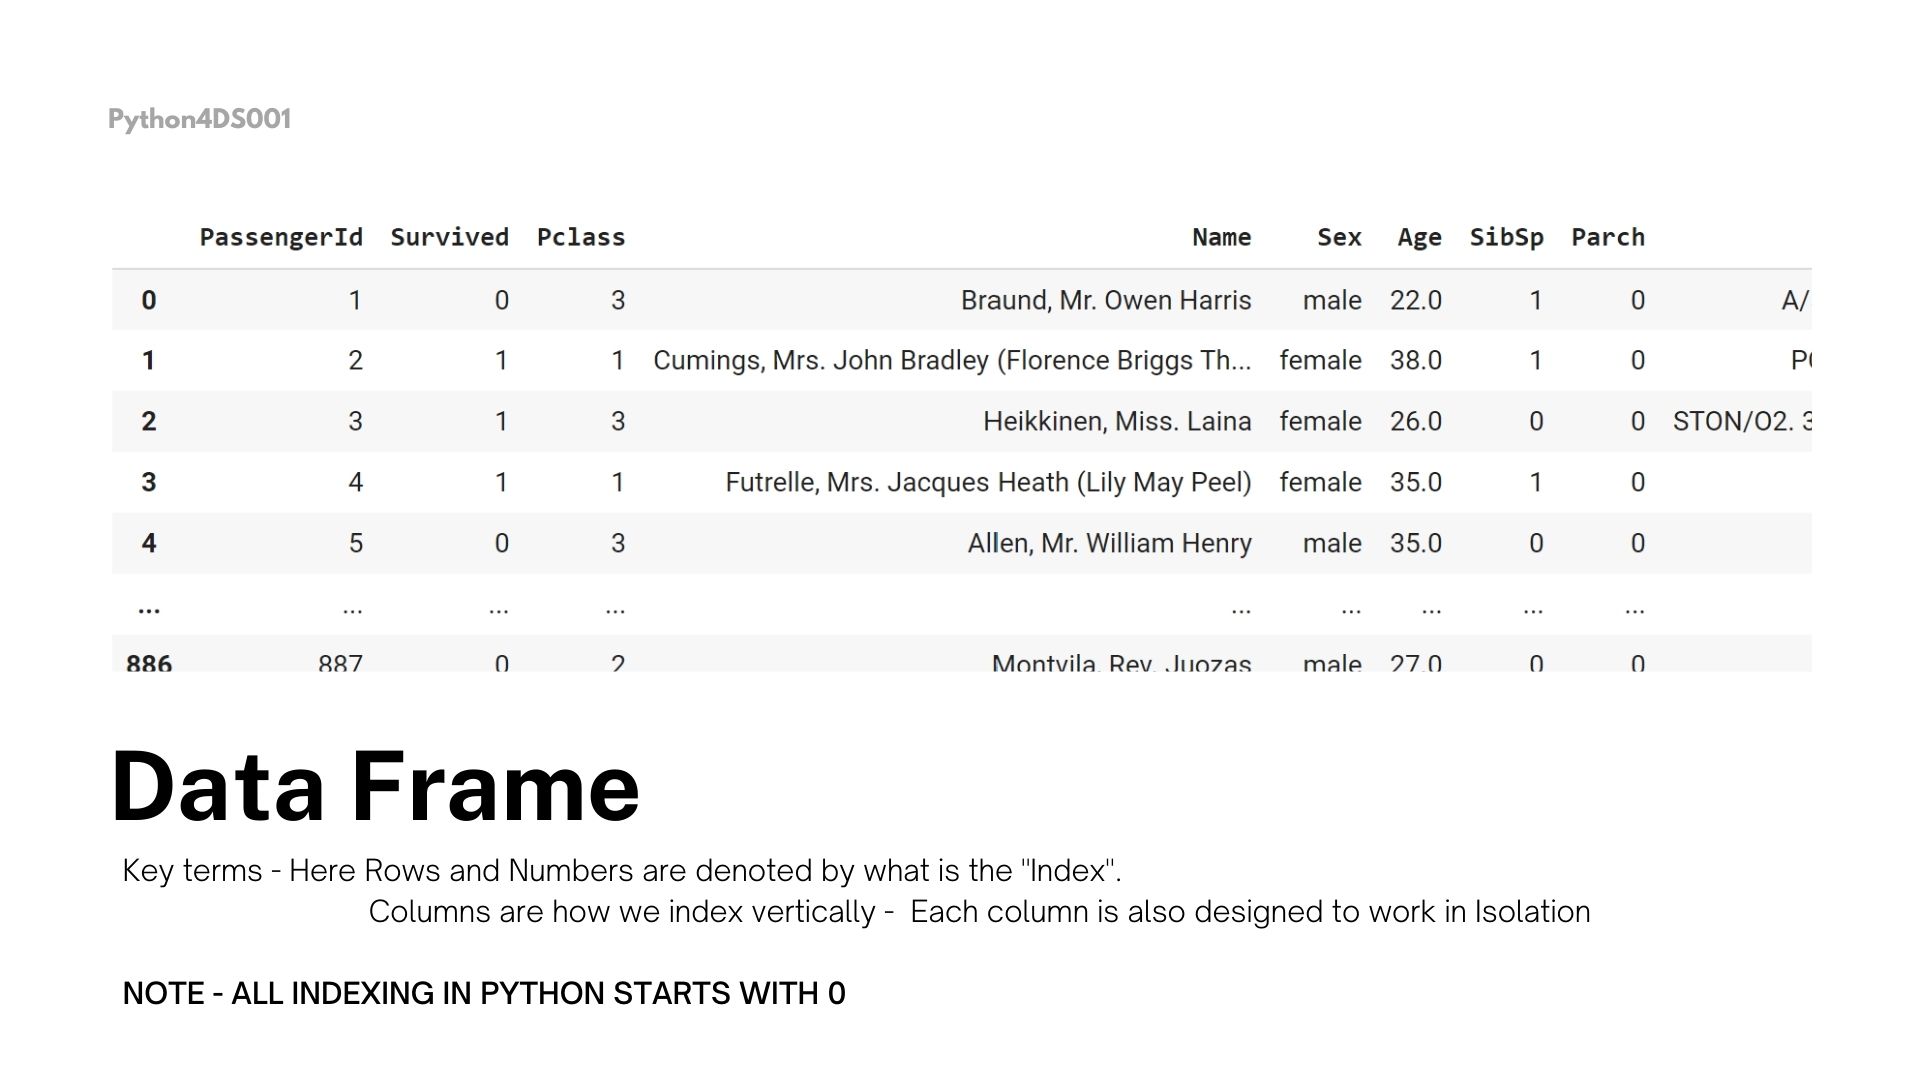 Python4DS001
PassengerId Survived Pclass Name Sex Age SibSp Parch
0 1 0 3 Braund, Mr. Owen Harris male 22.0 1 0 A/
1 2 1 1 Cumings, Mrs. John Bradley (Florence Briggs Th... female 38.0 1 0 PC
2 3 1 3 Heikkinen, Miss. Laina female 26.0 0 0 STON/O2. 3
3 4 1 1 Futrelle, Mrs. Jacques Heath (Lily May Peel) female 35.0 1 0
4 5 0 3 Allen, Mr. William Henry male 35.0 0 0
... ... ... ... ... ... ... ... ...
886 887 0 2 Montvila, Rev. Juozas male 27.0 0 0
Data Frame
Key terms - Here Rows and Numbers are denoted by what is the "Index".
Columns are how we index vertically - Each column is also designed to work in Isolation
NOTE - ALL INDEXING IN PYTHON STARTS WITH 0